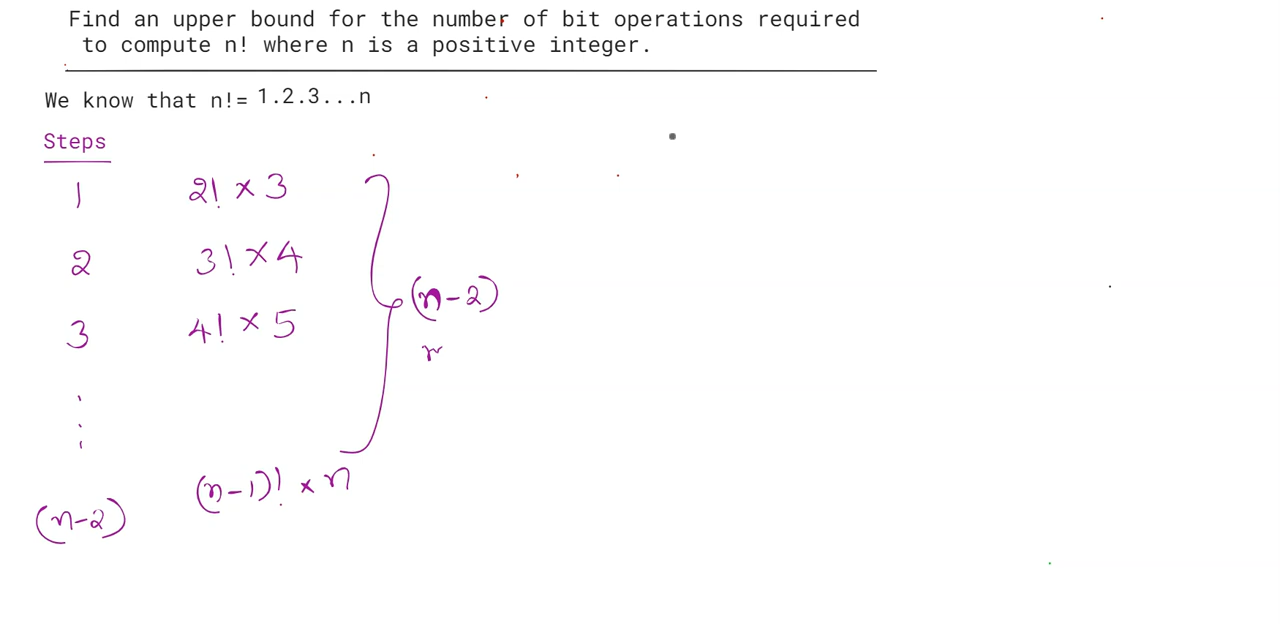 Find an upper bound for the number of bit operations required
to compute n! where n is a positive integer.
We know that n!= 1.2.3...n
Steps
1 2! × 3
2 3! × 4
3 4! × 5
(n-2)
n
⋮
(n-1)! × n
(n-2)